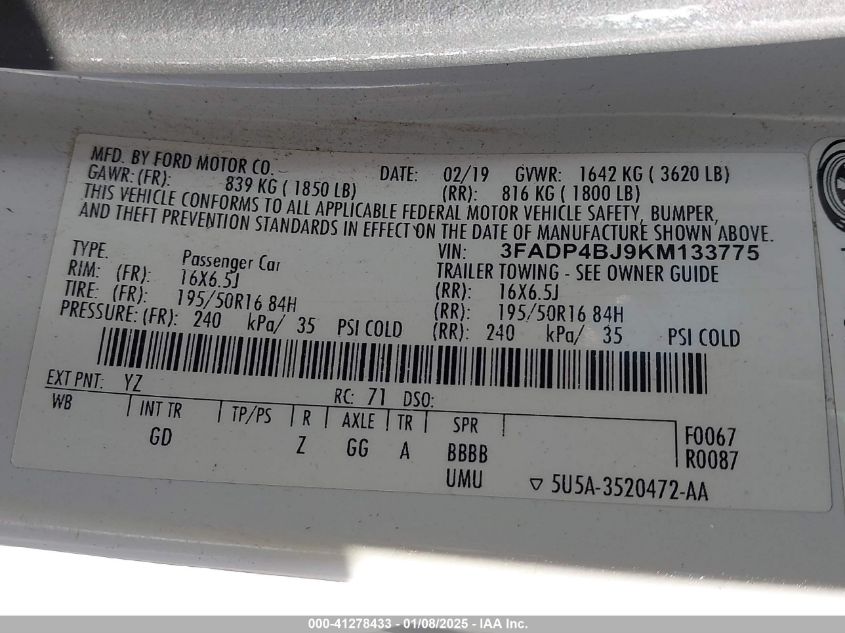 MFD. BY FORD MOTOR CO. DATE: 02/19 GVWR: 1642 KG ( 3620 LB)
GAWR:(FR): 839 KG ( 1850 LB) (RR): 816 KG ( 1800 LB)
THIS VEHICLE CONFORMS TO ALL APPLICABLE FEDERAL MOTOR VEHICLE SAFETY, BUMPER,
AND THEFT PREVENTION STANDARDS IN EFFECT ON THE DATE OF MANUFACTURE SHOWN ABOVE.
VIN: 3FADP4BJ9KM133775
TYPE: Passenger Car TRAILER TOWING - SEE OWNER GUIDE
RIM: (FR): 16X6.5J (RR): 16X6.5J
TIRE: (FR): 195/50R16 84H (RR): 195/50R16 84H
PRESSURE:(FR): 240 kPa/ 35 PSI COLD (RR): 240 kPa/ 35 PSI COLD
EXT PNT: YZ RC: 71 DSO:
WB INT TR TP/PS R AXLE TR SPR F0067
GD Z GG A BBBB R0087
UMU ▽ 5U5A-3520472-AA
000-41278433 - 01/08/2025 - IAA Inc.